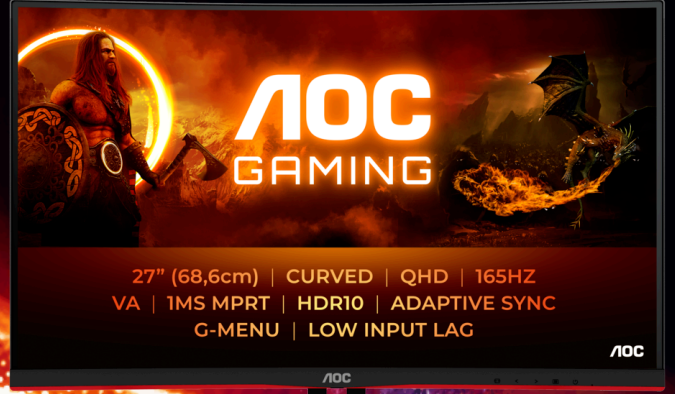 AOC
GAMING
27” (68,6cm) | CURVED | QHD | 165HZ
VA | 1MS MPRT | HDR10 | ADAPTIVE SYNC
G-MENU | LOW INPUT LAG
AOC
AOC